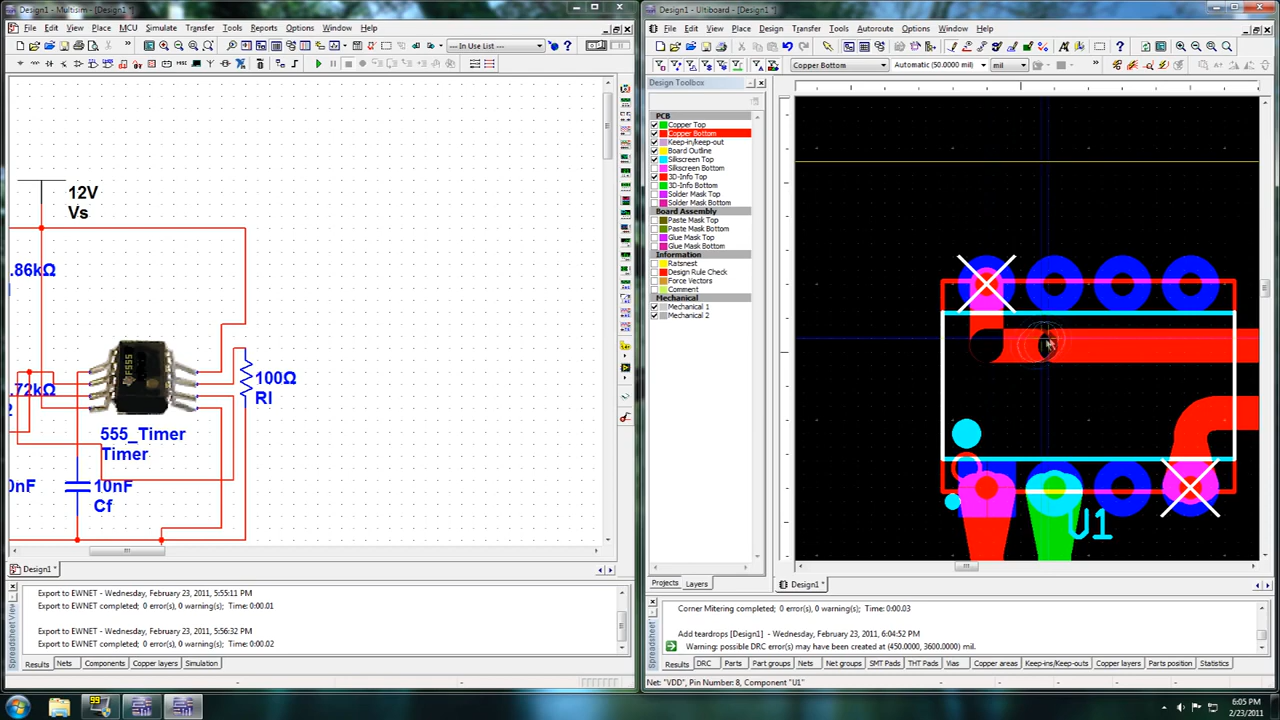 Design1 - Multisim - [Design1 *]
File Edit View Place MCU Simulate Transfer Tools Reports Options Window Help
--- In Use List ---
12V
Vs
.86kΩ
.72kΩ
100Ω
Rl
555_Timer
Timer
0nF
10nF
Cf
Design1 *
Export to EWNET - Wednesday, February 23, 2011, 5:55:11 PM
Export to EWNET completed; 0 error(s), 0 warning(s); Time: 0:00.01
Export to EWNET - Wednesday, February 23, 2011, 5:56:32 PM
Export to EWNET completed; 0 error(s), 0 warning(s); Time: 0:00.02
Spreadsheet View
Results Nets Components Copper layers Simulation
Design1 - Ultiboard - [Design1 *]
File Edit View Place Design Transfer Tools Autoroute Options Window Help
Copper Bottom Automatic (50.0000 mil) mil
Design Toolbox
PCB
Copper Top
Copper Bottom
Keep-in/keep-out
Board Outline
Silkscreen Top
Silkscreen Bottom
3D-Info Top
3D-Info Bottom
Solder Mask Top
Solder Mask Bottom
Board Assembly
Paste Mask Top
Paste Mask Bottom
Glue Mask Top
Glue Mask Bottom
Information
Ratsnest
Design Rule Check
Force Vectors
Comment
Mechanical
Mechanical 1
Mechanical 2
U1
Projects Layers
Design1 *
Corner Mitering completed; 0 error(s), 0 warning(s); Time: 0:00.03
Add teardrops [Design1] - Wednesday, February 23, 2011, 6:04:52 PM
Warning: possible DRC error(s) may have been created at (450.0000, 3600.0000) mil.
Spreadsheet View
Results DRC Parts Part groups Nets Net groups SMT Pads THT Pads Vias Copper areas Keep-ins/Keep-outs Copper layers Parts position Statistics
Net: "VDD", Pin Number: 8, Component "U1"
6:05 PM
2/23/2011